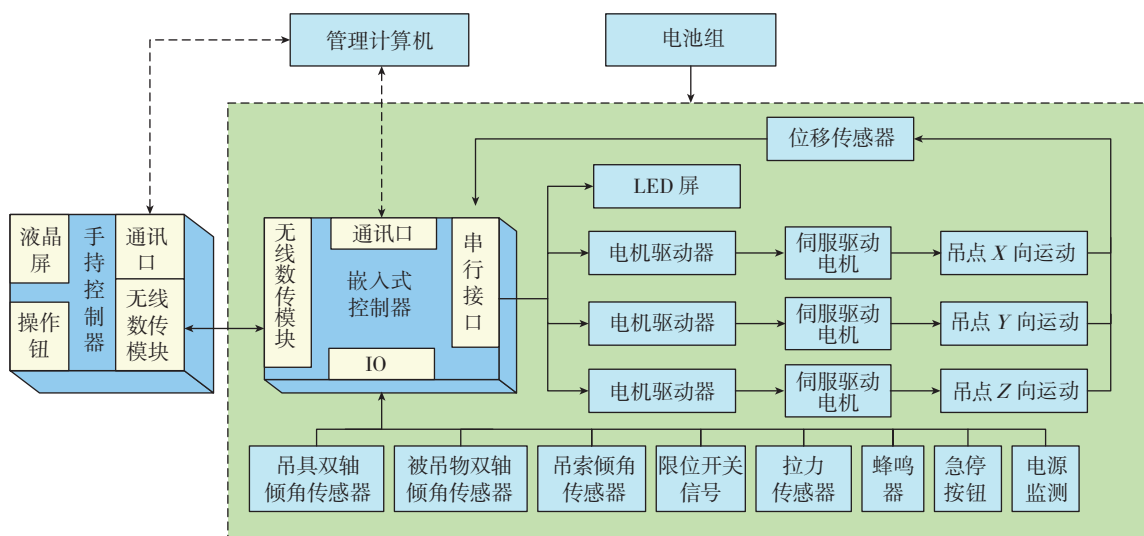 管理计算机
电池组
位移传感器
LED 屏
液晶
屏
手持控制器
通讯
口
操作
钮
无线
数传
模块
无线数传模块
通讯口
嵌入式
控制器
串行接口
IO
电机驱动器
伺服驱动
电机
吊点 X 向运动
电机驱动器
伺服驱动
电机
吊点 Y 向运动
电机驱动器
伺服驱动
电机
吊点 Z 向运动
吊具双轴
倾角传感器
被吊物双轴
倾角传感器
吊索倾角
传感器
限位开关
信号
拉力
传感器
蜂鸣
器
急停
按钮
电源
监测